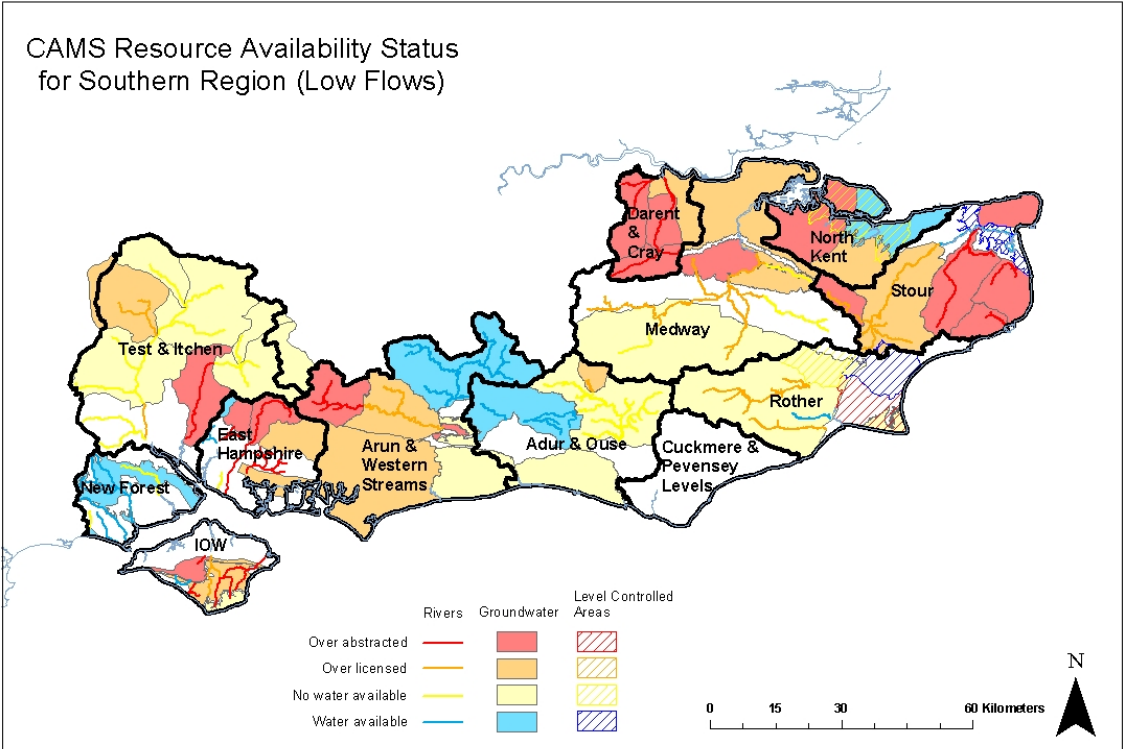 CAMS Resource Availability Status
for Southern Region (Low Flows)
Darent
&
Cray
North
Kent
Stour
Medway
Test & Itchen
Rother
East
Hampshire
Arun &
Western
Streams
Adur & Ouse
Cuckmere &
Pevensey
Levels
New Forest
IOW
Rivers Groundwater Level Controlled
Areas
Over abstracted
Over licensed
No water available
Water available
N
0 15 30 60 Kilometers